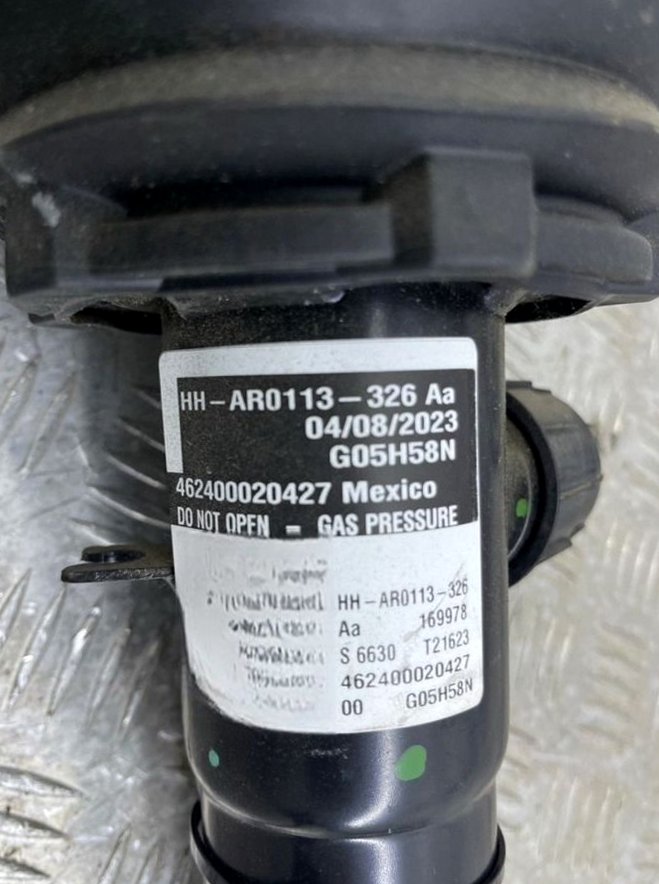 HH-AR0113-326 Aa
04/08/2023
G05H58N
462400020427 Mexico
DO NOT OPEN - GAS PRESSURE
HH-AR0113-326
Aa 169978
S 6630 T21623
462400020427
00 G05H58N